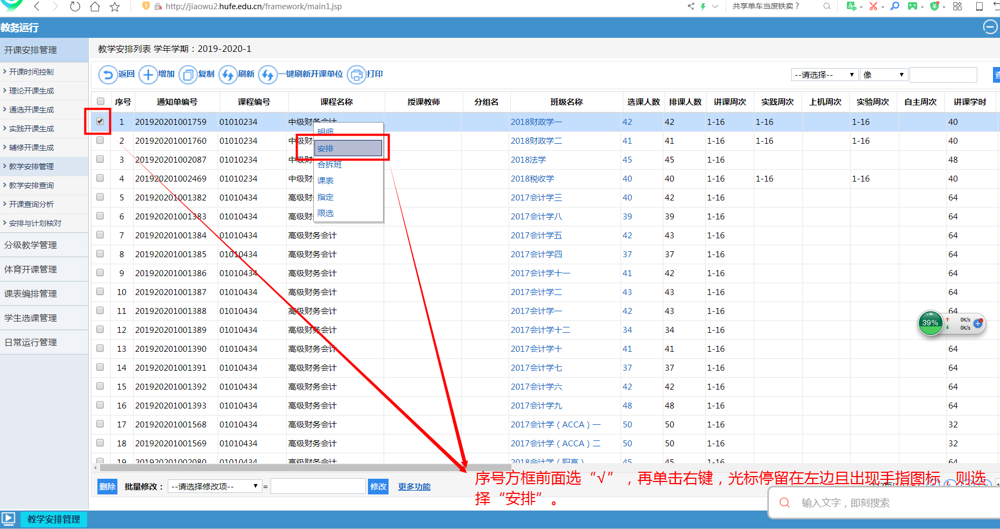 http://jiaowu2.hufe.edu.cn/framework/main1.jsp
共享单车当废铁卖？
教务运行
开课安排管理
开课时间控制
理论开课生成
通选开课生成
实践开课生成
辅修开课生成
教学安排管理
教学安排查询
开课查询分析
安排与计划核对
分级教学管理
体育开课管理
课表编排管理
学生选课管理
日常运行管理
教学安排列表 学年学期：2019-2020-1
返回 增加 复制 刷新 一键刷新开课单位 打印
--请选择-- 像 查
序号 通知单编号 课程编号 课程名称 授课教师 分组名 班级名称 选课人数 排课人数 讲课周次 实践周次 上机周次 实验周次 自主周次 讲课学时
1 201920201001759 01010234 中级财务会计 2018财政学一 42 42 1-16 1-16 1-16 40
2 201920201001760 01010234 中级财 2018财政学二 41 41 1-16 1-16 1-16 40
3 201920201002087 01010234 中级财 2018法学 45 45 1-16 48
4 201920201002469 01010234 中级财 2018税收学 40 40 1-16 1-16 1-16 40
5 201920201001382 01010434 高级财 2017会计学三 40 42 1-16 64
6 201920201001383 01010434 高级财 2017会计学八 39 39 1-16 64
7 201920201001384 01010434 高级财务会计 2017会计学五 42 43 1-16 64
8 201920201001385 01010434 高级财务会计 2017会计学四 37 37 1-16 64
9 201920201001386 01010434 高级财务会计 2017会计学十一 41 42 1-16 64
10 201920201001387 01010434 高级财务会计 2017会计学二 43 43 1-16 64
11 201920201001388 01010434 高级财务会计 2017会计学一 42 43 1-16 64
12 201920201001389 01010434 高级财务会计 2017会计学十二 34 34 1-16
13 201920201001390 01010434 高级财务会计 2017会计学十 41 41 1-16 64
14 201920201001391 01010434 高级财务会计 2017会计学七 37 37 1-16 64
15 201920201001392 01010434 高级财务会计 2017会计学六 42 42 1-16 64
16 201920201001393 01010434 高级财务会计 2017会计学九 48 48 1-16 64
17 201920201001568 01010434 高级财务会计 2017会计学（ACCA）一 50 50 1-16 32
18 201920201001569 01010434 高级财务会计 2017会计学（ACCA）二 50 50 1-16 32
19 201920201002080 01010434 高级财务会计 2018会计学（职高） 45 45 1-16 64
明细
安排
合拆班
课表
指定
限选
39% 0K/s
0K/s
删除 批量修改： --请选择修改项-- = 修改 更多功能
序号方框前面选“√”，再单击右键，光标停留在左边且出现手指图标，则选
择“安排”。
输入文字，即刻搜索
教学安排管理